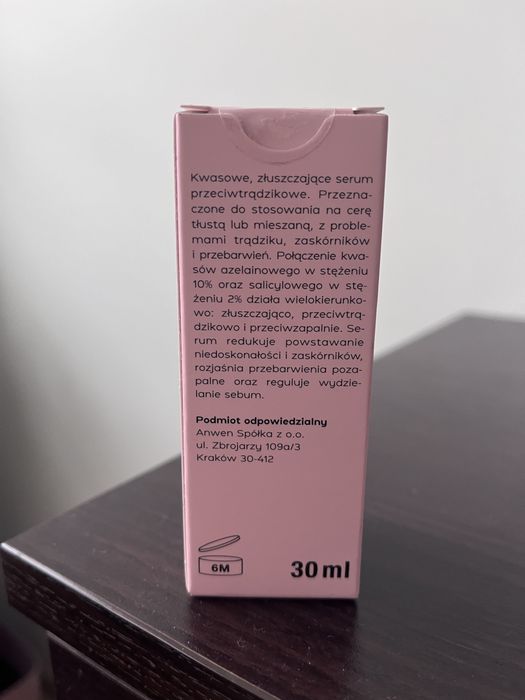 Kwasowe, złuszczające serum
przeciwtrądzikowe. Przezna-
czone do stosowania na cerę
tłustą lub mieszaną, z proble-
mami trądziku, zaskórników
i przebarwień. Połączenie kwa-
sów azelainowego w stężeniu
10% oraz salicylowego w stę-
żeniu 2% działa wielokierunko-
wo: złuszczająco, przeciwtrą-
dzikowo i przeciwzapalnie. Se-
rum redukuje powstawanie
niedoskonałości i zaskórników,
rozjaśnia przebarwienia poza-
palne oraz reguluje wydzie-
lanie sebum.
Podmiot odpowiedzialny
Anwen Spółka z o.o.
ul. Zbrojarzy 109a/3
Kraków 30-412
6M
30 ml